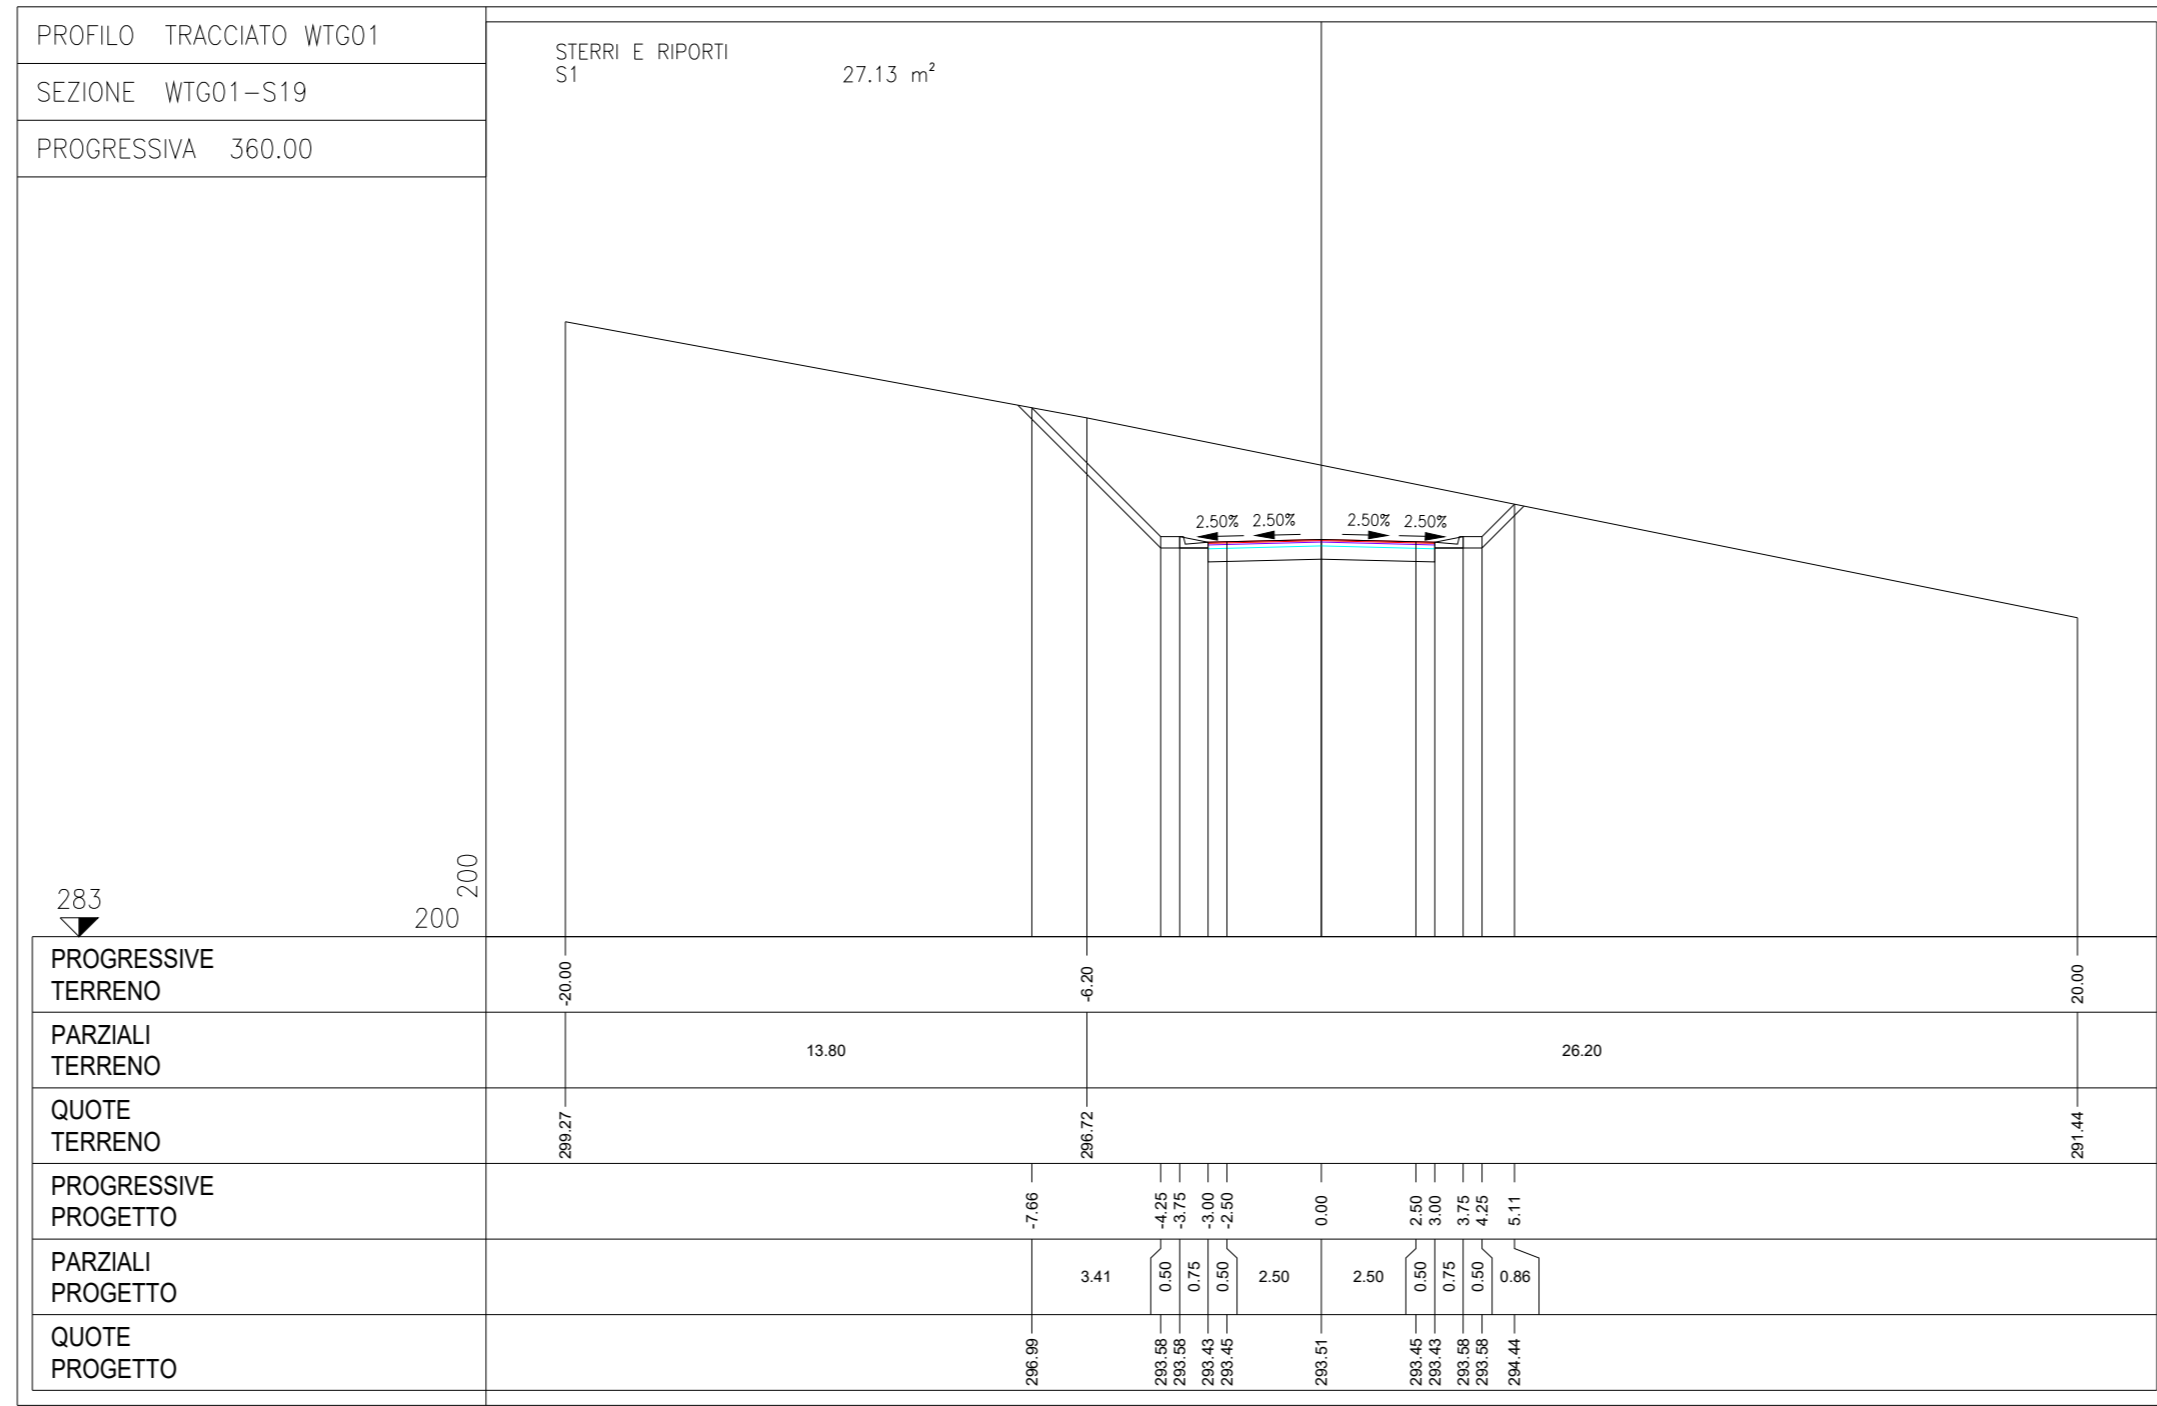 PROFILO TRACCIATO WTG01
SEZIONE WTG01-S19
PROGRESSIVA 360.00
STERRI E RIPORTI
S1 27.13 m²
2.50% 2.50% 2.50% 2.50%
283
200
200
PROGRESSIVE
TERRENO
-20.00 -6.20 20.00
PARZIALI
TERRENO
13.80 26.20
QUOTE
TERRENO
299.27 296.72 291.44
PROGRESSIVE
PROGETTO
-7.66 -4.25 -3.75 -3.00 -2.50 0.00 2.50 3.00 3.75 4.25 5.11
PARZIALI
PROGETTO
3.41 0.50 0.75 0.50 2.50 2.50 0.50 0.75 0.50 0.86
QUOTE
PROGETTO
296.99 293.58 293.58 293.43 293.45 293.51 293.45 293.43 293.58 293.58 294.44